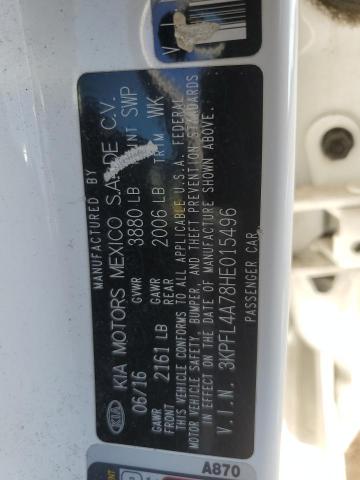 MANUFACTURED BY
KIA KIA MOTORS MEXICO S.A. DE C.V.
06/16 GVWR 3880 LB SWP
GAWR FRONT 2161 LB GAWR REAR 2006 LB TRIM WK
THIS VEHICLE CONFORMS TO ALL APPLICABLE U.S.A. FEDERAL
MOTOR VEHICLE SAFETY, BUMPER, AND THEFT PREVENTION STANDARDS
IN EFFECT ON THE DATE OF MANUFACTURE SHOWN ABOVE.
V.I.N. 3KPFL4A78HE015496
PASSENGER CAR
A870